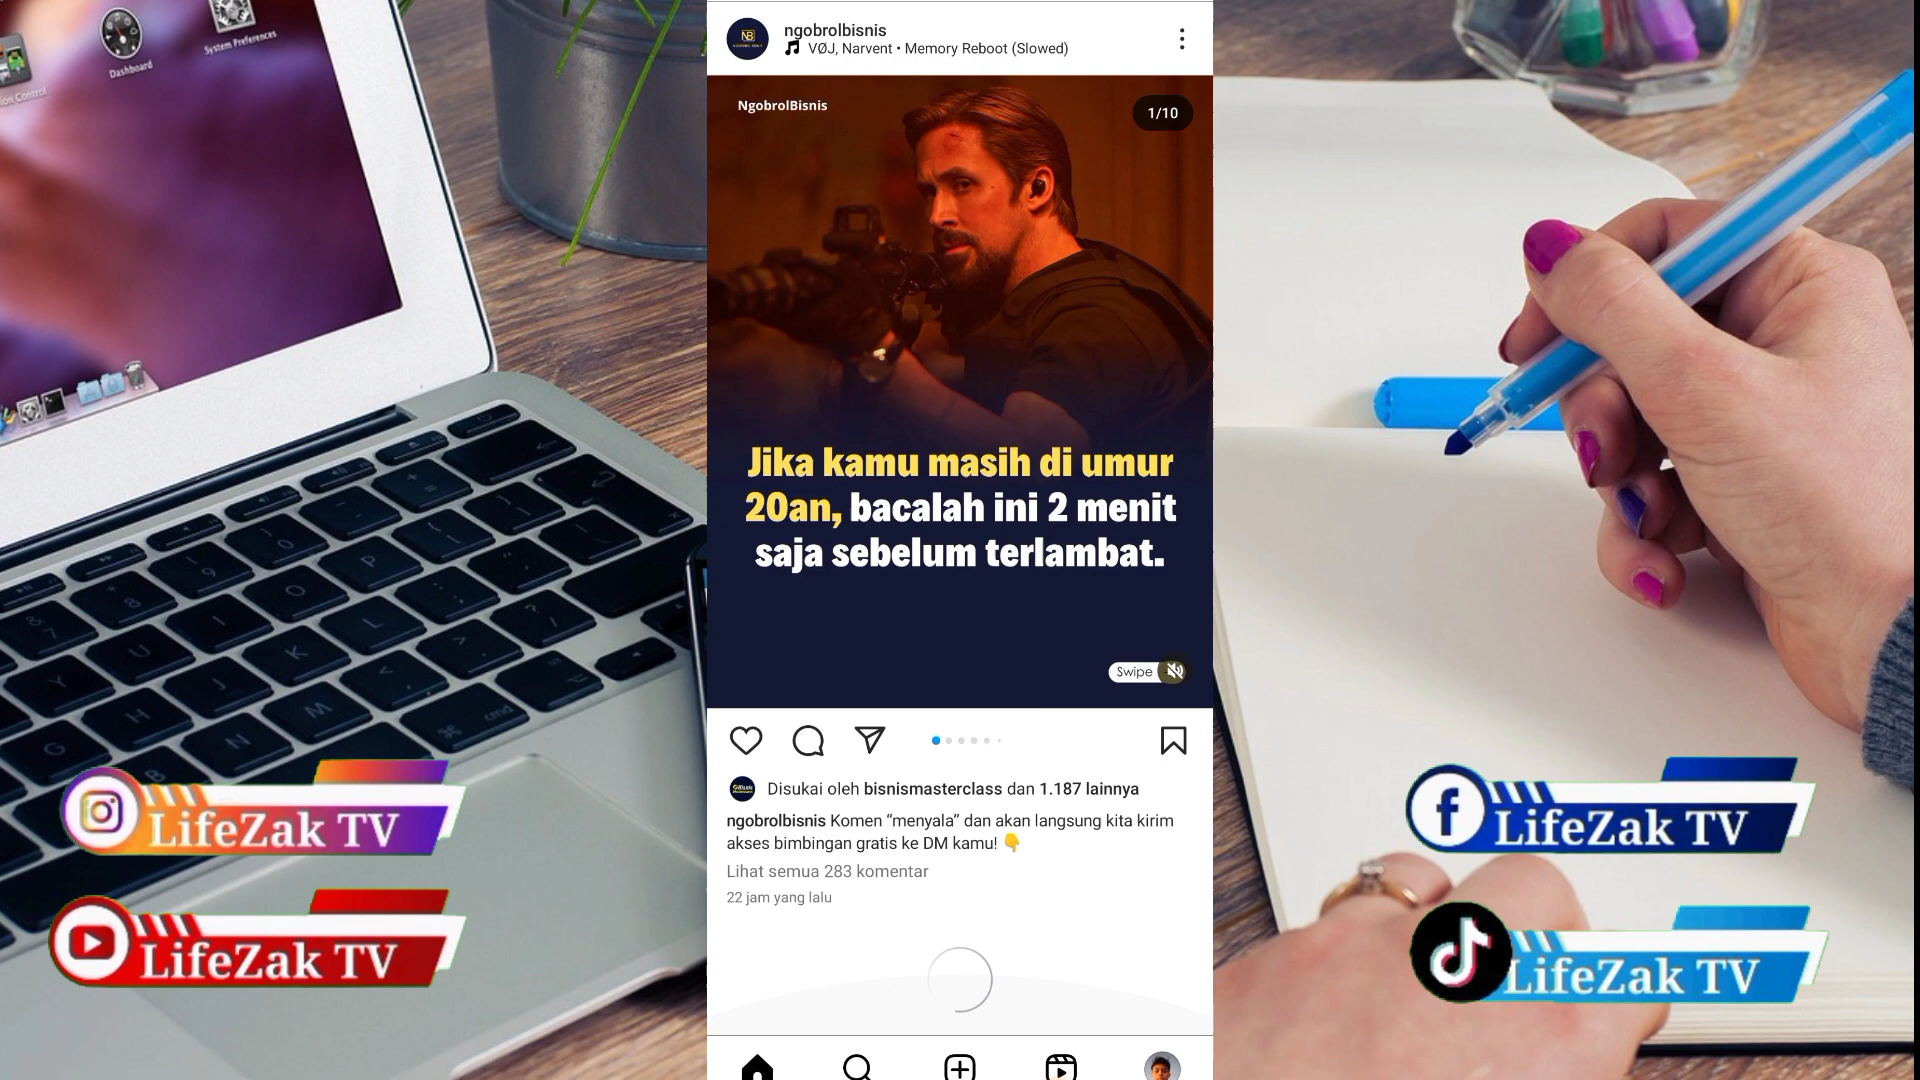 Dashboard
System Preferences
ngobrolbisnis
VØJ, Narvent • Memory Reboot (Slowed)
NgobrolBisnis
1/10
Jika kamu masih di umur
20an, bacalah ini 2 menit
saja sebelum terlambat.
Swipe
Disukai oleh bisnismasterclass dan 1.187 lainnya
ngobrolbisnis Komen “menyala” dan akan langsung kita kirim
akses bimbingan gratis ke DM kamu! 👇
Lihat semua 283 komentar
22 jam yang lalu
LifeZak TV
LifeZak TV
LifeZak TV
LifeZak TV